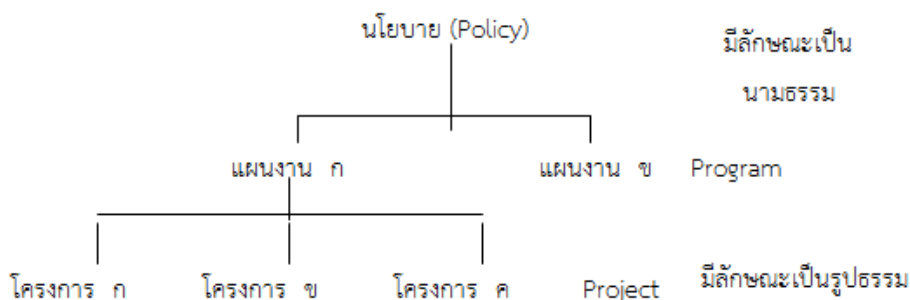 นโยบาย (Policy)
มีลักษณะเป็น
นามธรรม
แผนงาน ก แผนงาน ข Program
โครงการ ก โครงการ ข โครงการ ค Project มีลักษณะเป็นรูปธรรม